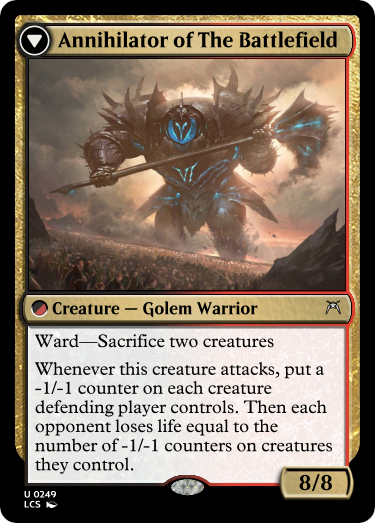 Annihilator of The Battlefield
Creature — Golem Warrior
Ward—Sacrifice two creatures
Whenever this creature attacks, put a
-1/-1 counter on each creature
defending player controls. Then each
opponent loses life equal to the
number of -1/-1 counters on creatures
they control.
8/8
U 0249
LCS